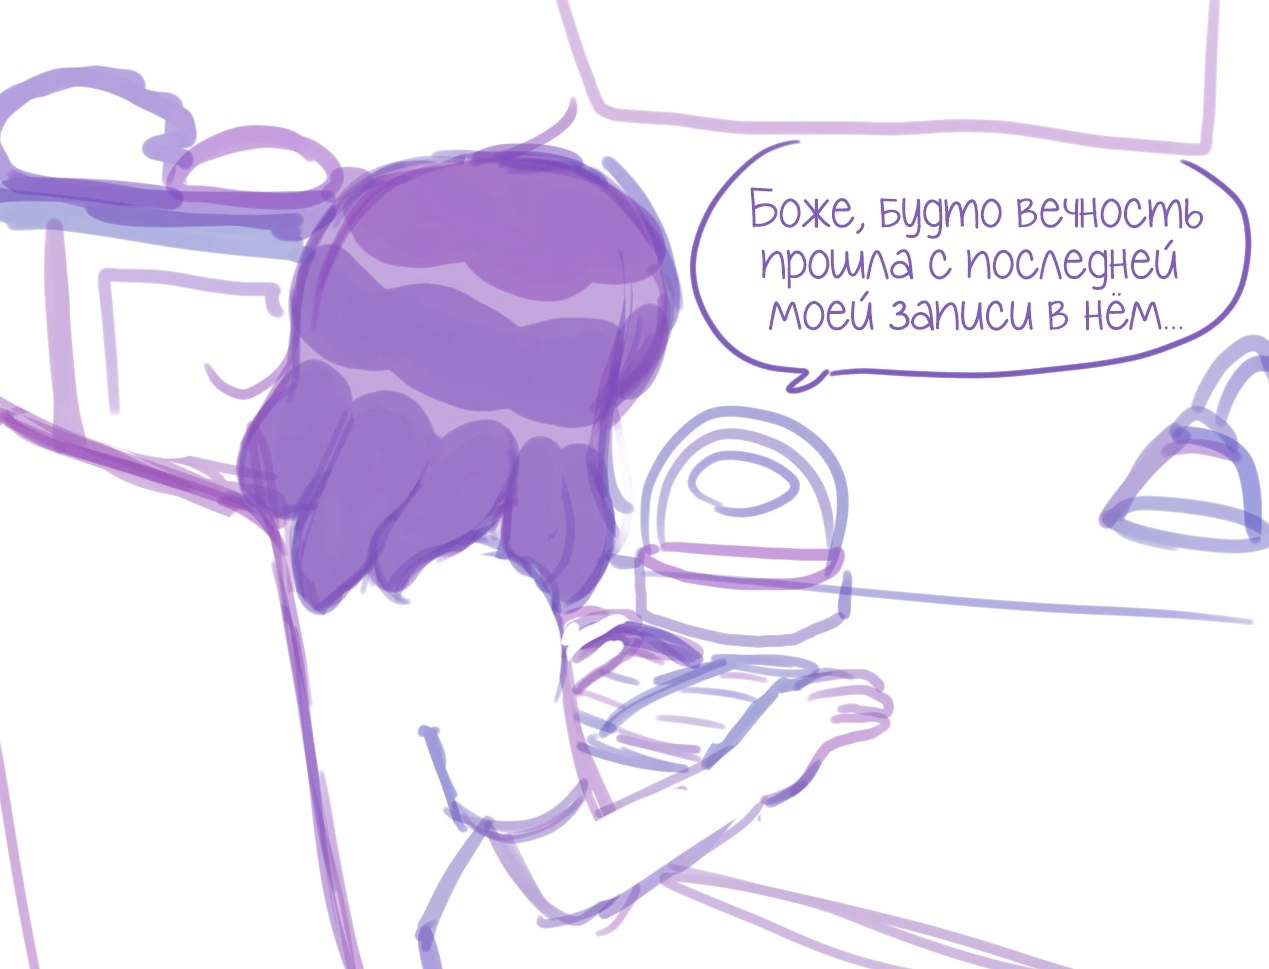 Боже, будто вечность
прошла с последней
моей записи в нём...